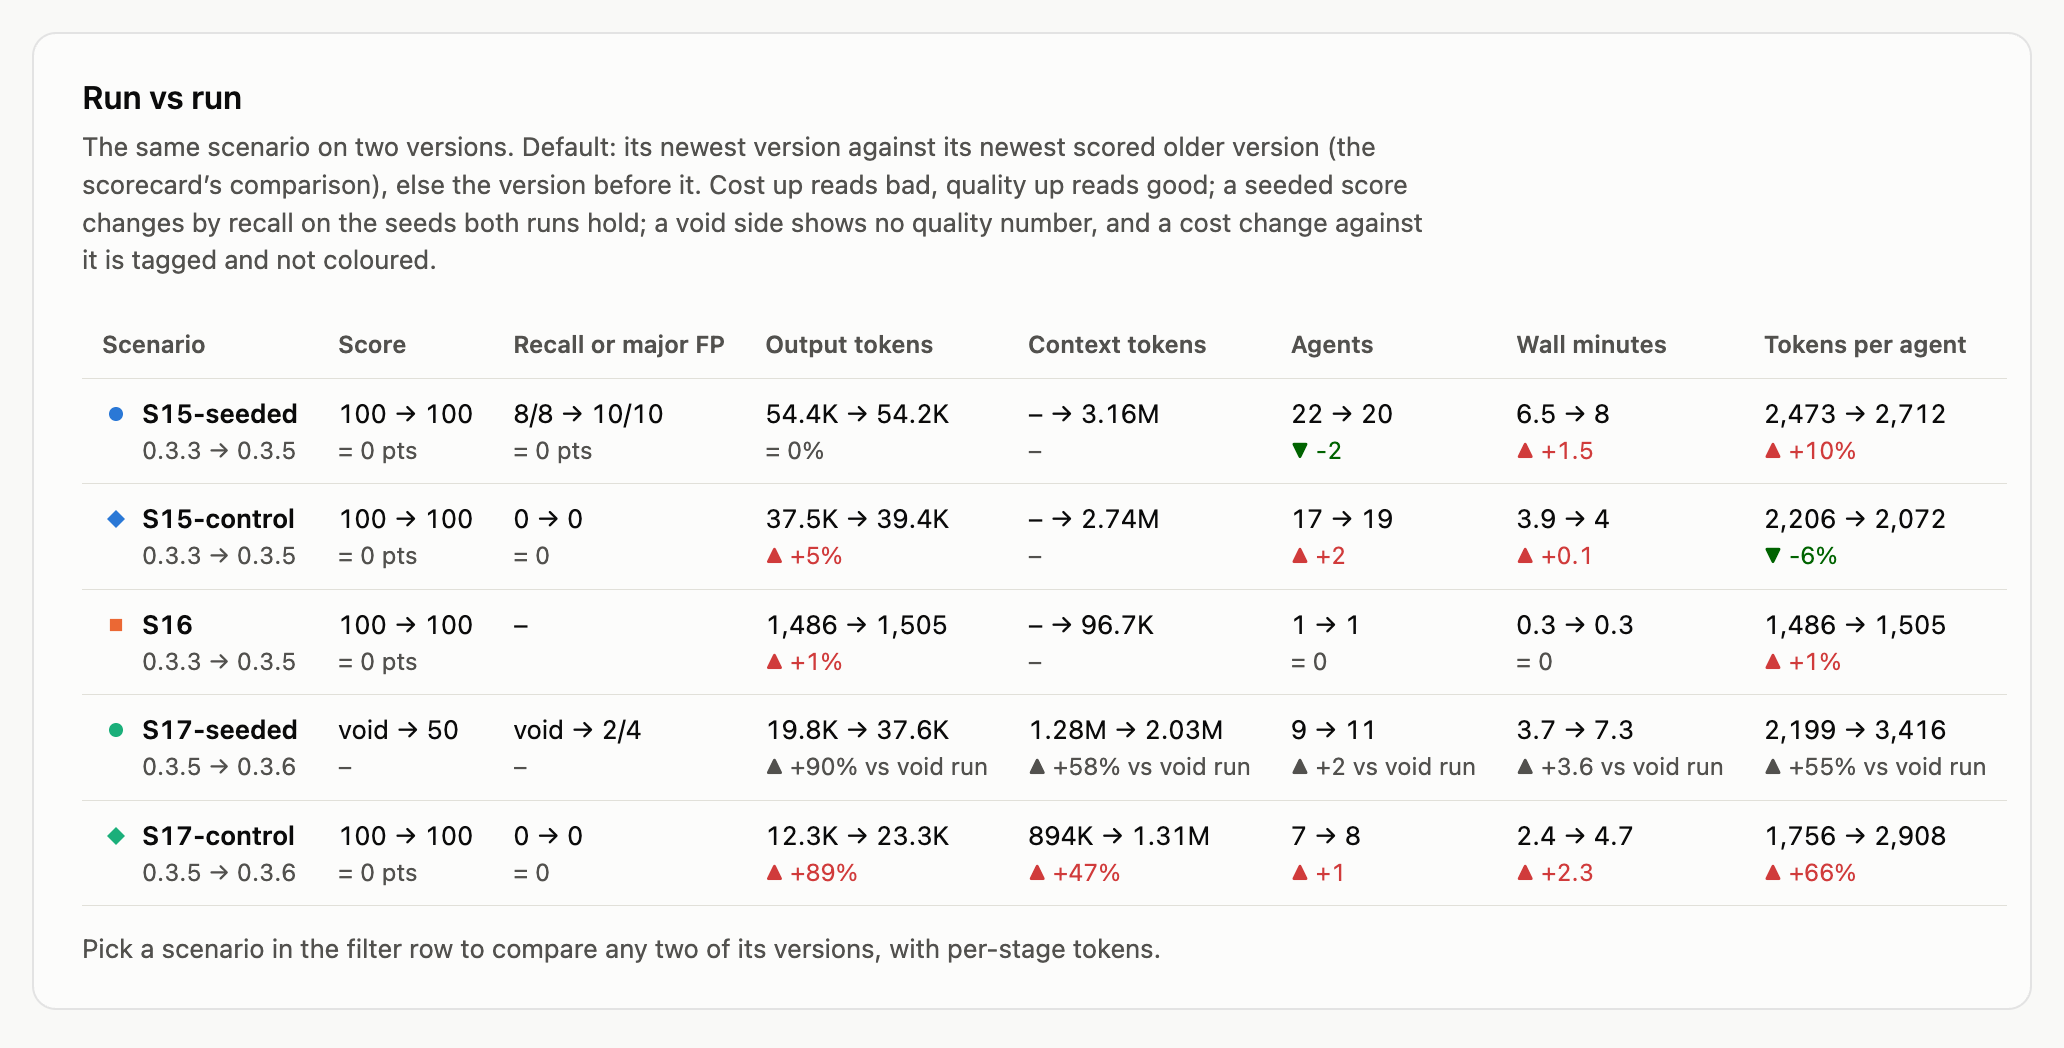 Run vs run
The same scenario on two versions. Default: its newest version against its newest scored older version (the
scorecard’s comparison), else the version before it. Cost up reads bad, quality up reads good; a seeded score
changes by recall on the seeds both runs hold; a void side shows no quality number, and a cost change against
it is tagged and not coloured.
Scenario Score Recall or major FP Output tokens Context tokens Agents Wall minutes Tokens per agent
S15-seeded 100 → 100 8/8 → 10/10 54.4K → 54.2K – → 3.16M 22 → 20 6.5 → 8 2,473 → 2,712
0.3.3 → 0.3.5 = 0 pts = 0 pts = 0% – ▼ -2 ▲ +1.5 ▲ +10%
S15-control 100 → 100 0 → 0 37.5K → 39.4K – → 2.74M 17 → 19 3.9 → 4 2,206 → 2,072
0.3.3 → 0.3.5 = 0 pts = 0 ▲ +5% – ▲ +2 ▲ +0.1 ▼ -6%
S16 100 → 100 – 1,486 → 1,505 – → 96.7K 1 → 1 0.3 → 0.3 1,486 → 1,505
0.3.3 → 0.3.5 = 0 pts ▲ +1% – = 0 = 0 ▲ +1%
S17-seeded void → 50 void → 2/4 19.8K → 37.6K 1.28M → 2.03M 9 → 11 3.7 → 7.3 2,199 → 3,416
0.3.5 → 0.3.6 – – ▲ +90% vs void run ▲ +58% vs void run ▲ +2 vs void run ▲ +3.6 vs void run ▲ +55% vs void run
S17-control 100 → 100 0 → 0 12.3K → 23.3K 894K → 1.31M 7 → 8 2.4 → 4.7 1,756 → 2,908
0.3.5 → 0.3.6 = 0 pts = 0 ▲ +89% ▲ +47% ▲ +1 ▲ +2.3 ▲ +66%
Pick a scenario in the filter row to compare any two of its versions, with per-stage tokens.